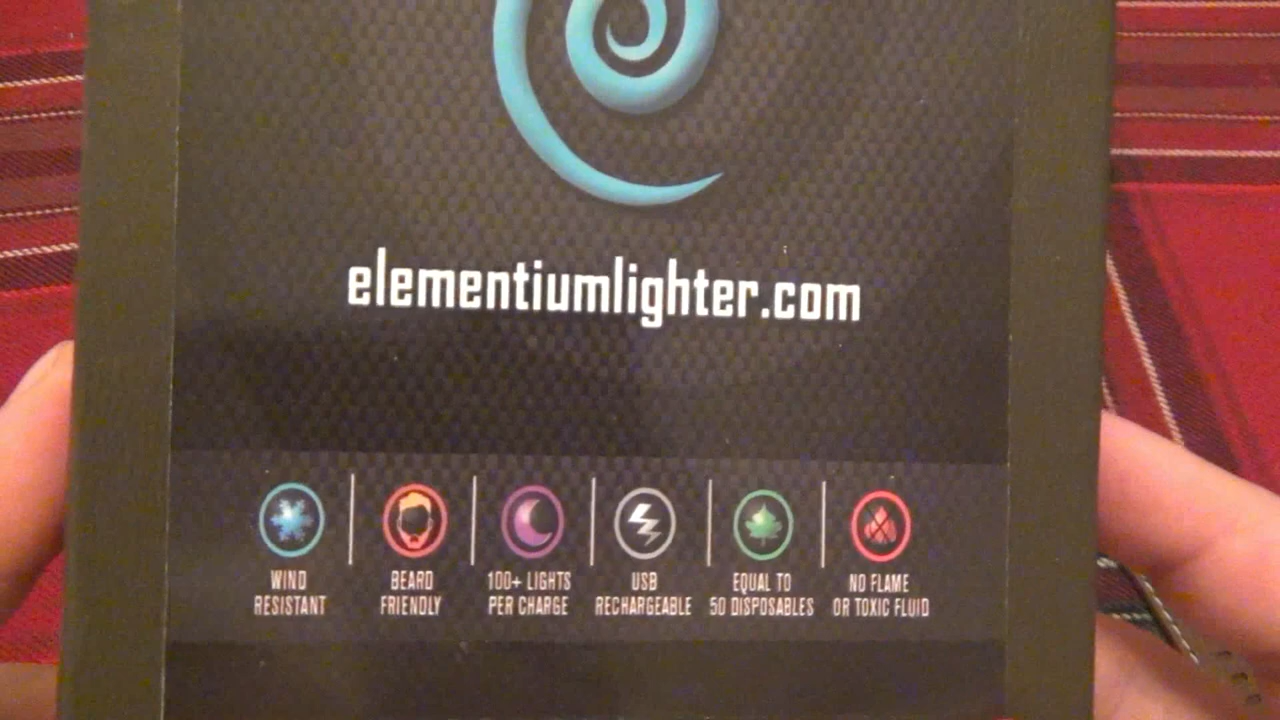 elementiumlighter.com
WIND
RESISTANT
BEARD
FRIENDLY
100+ LIGHTS
PER CHARGE
USB
RECHARGEABLE
EQUAL TO
50 DISPOSABLES
NO FLAME
OR TOXIC FLUID